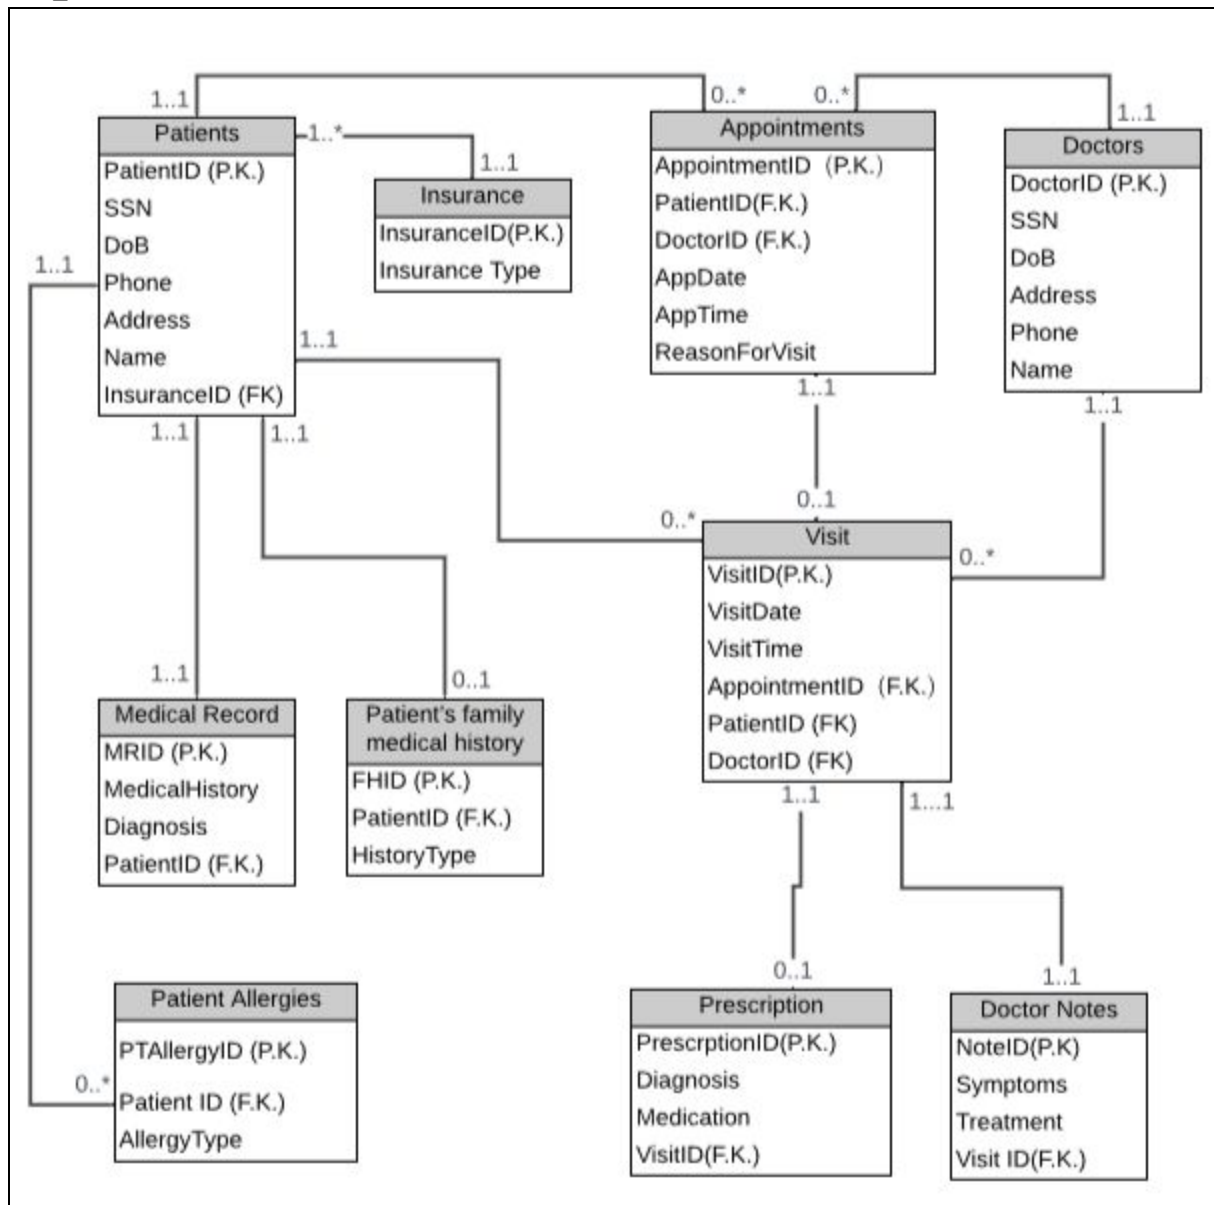 1..1
0..*
0..*
1..1
Patients
PatientID (P.K.)
SSN
DoB
Phone
Address
Name
InsuranceID (FK)
1..*
1..1
Insurance
InsuranceID(P.K.)
Insurance Type
Appointments
AppointmentID (P.K.)
PatientID(F.K.)
DoctorID (F.K.)
AppDate
AppTime
ReasonForVisit
Doctors
DoctorID (P.K.)
SSN
DoB
Address
Phone
Name
1..1
1..1
1..1
1..1
1..1
1..1
0..1
0..*
0..*
Visit
VisitID(P.K.)
VisitDate
VisitTime
AppointmentID (F.K.)
PatientID (FK)
DoctorID (FK)
1..1
0..1
Medical Record
MRID (P.K.)
MedicalHistory
Diagnosis
PatientID (F.K.)
Patient's family
medical history
FHID (P.K.)
PatientID (F.K.)
HistoryType
1..1
1...1
0..1
1..1
Patient Allergies
PTAllergyID (P.K.)
Patient ID (F.K.)
AllergyType
0..*
Prescription
PrescrptionID(P.K.)
Diagnosis
Medication
VisitID(F.K.)
Doctor Notes
NoteID(P.K)
Symptoms
Treatment
Visit ID(F.K.)